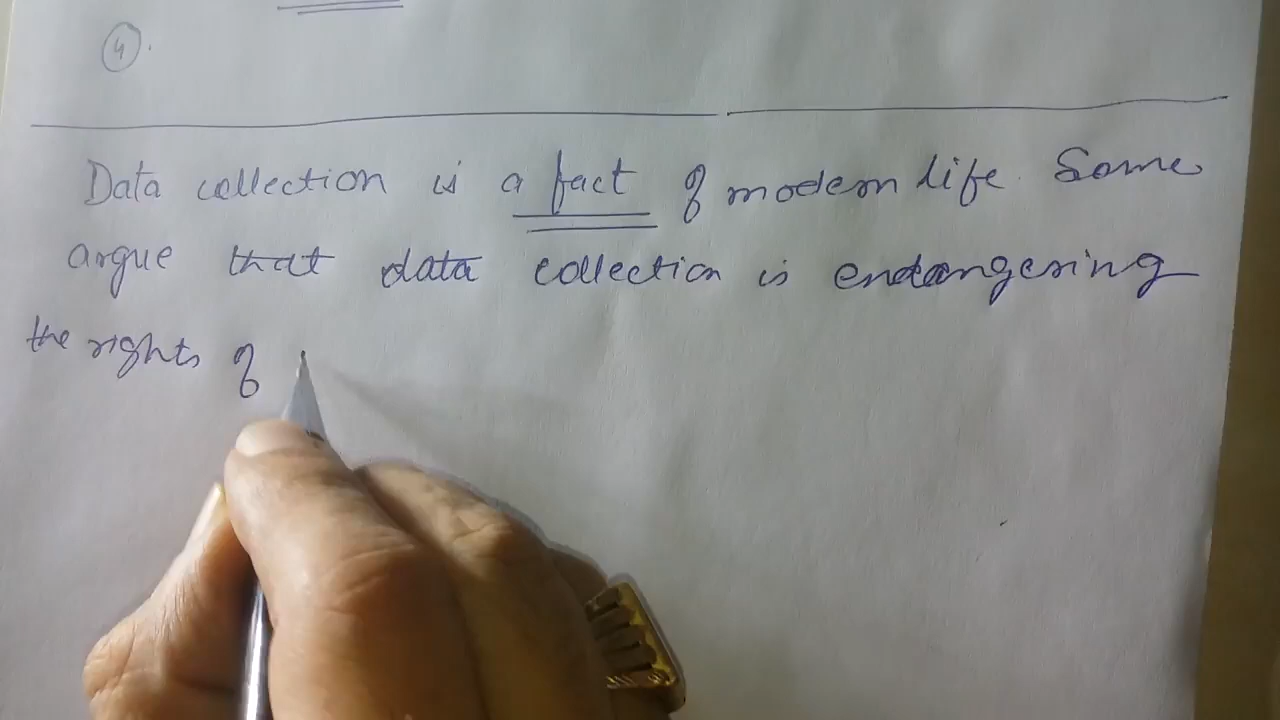 4.
Data collection is a fact of modern life. Some
argue that data collection is endangering
the rights of